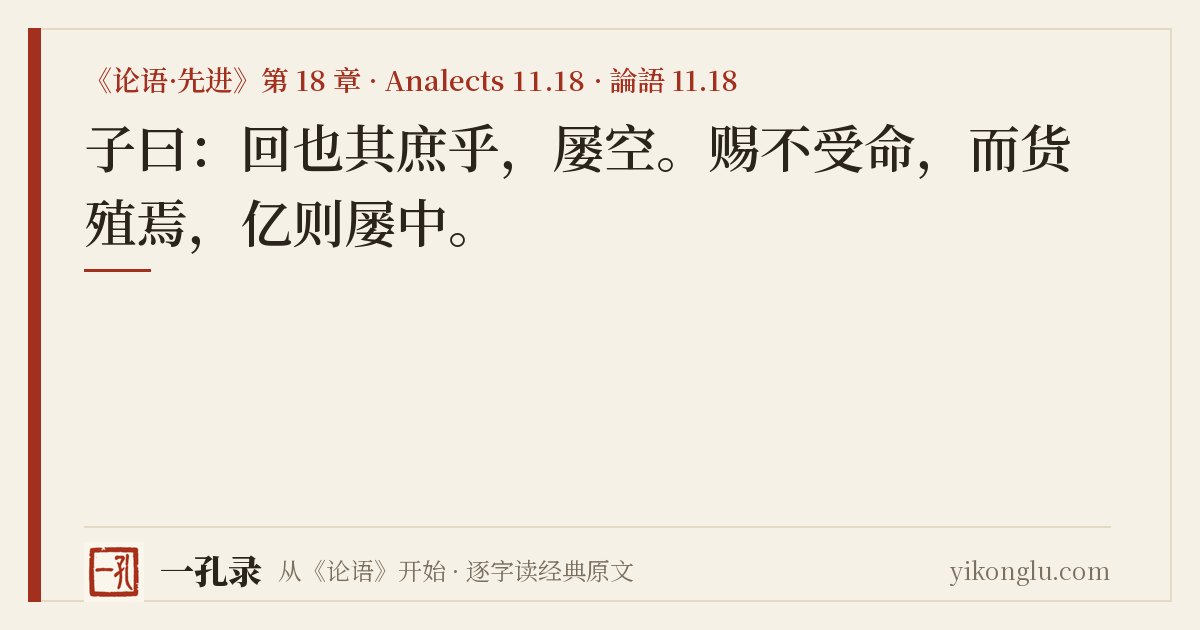 《论语·先进》第 18 章 · Analects 11.18 · 論語 11.18
子曰：回也其庶乎，屡空。赐不受命，而货
殖焉，亿则屡中。
一孔
一孔录 从《论语》开始 · 逐字读经典原文 yikonglu.com